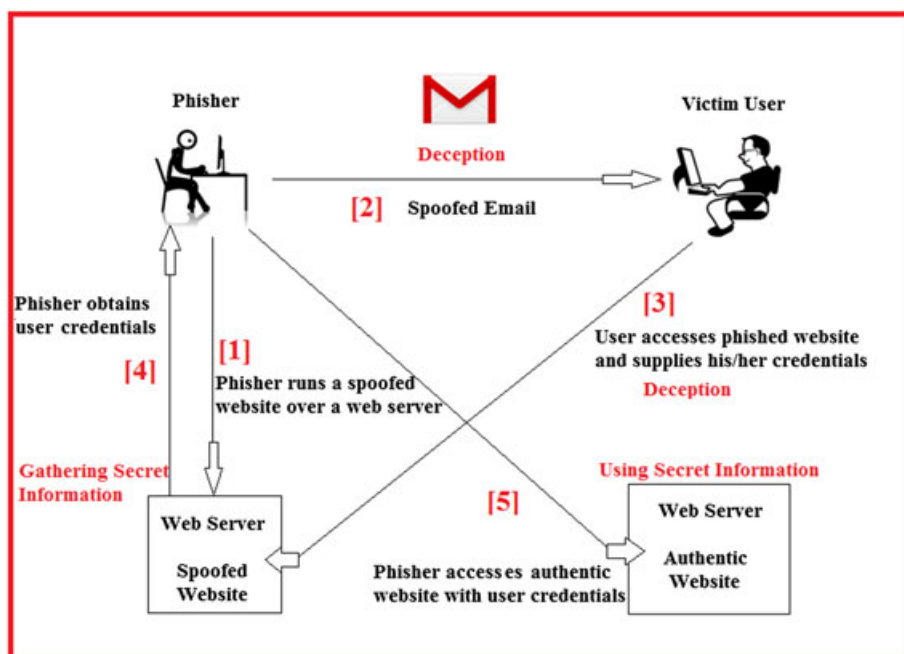 Phisher
Victim User
Deception
[2]
Spoofed Email
[3]
Phisher obtains
user credentials
User accesses phished website
and supplies his/her credentials
[1]
[4]
Phisher runs a spoofed
website over a web server
Deception
Gathering Secret
Information
Using Secret Information
[5]
Web Server
Spoofed
Website
Web Server
Authentic
Website
Phisher accesses authentic
website with user credentials